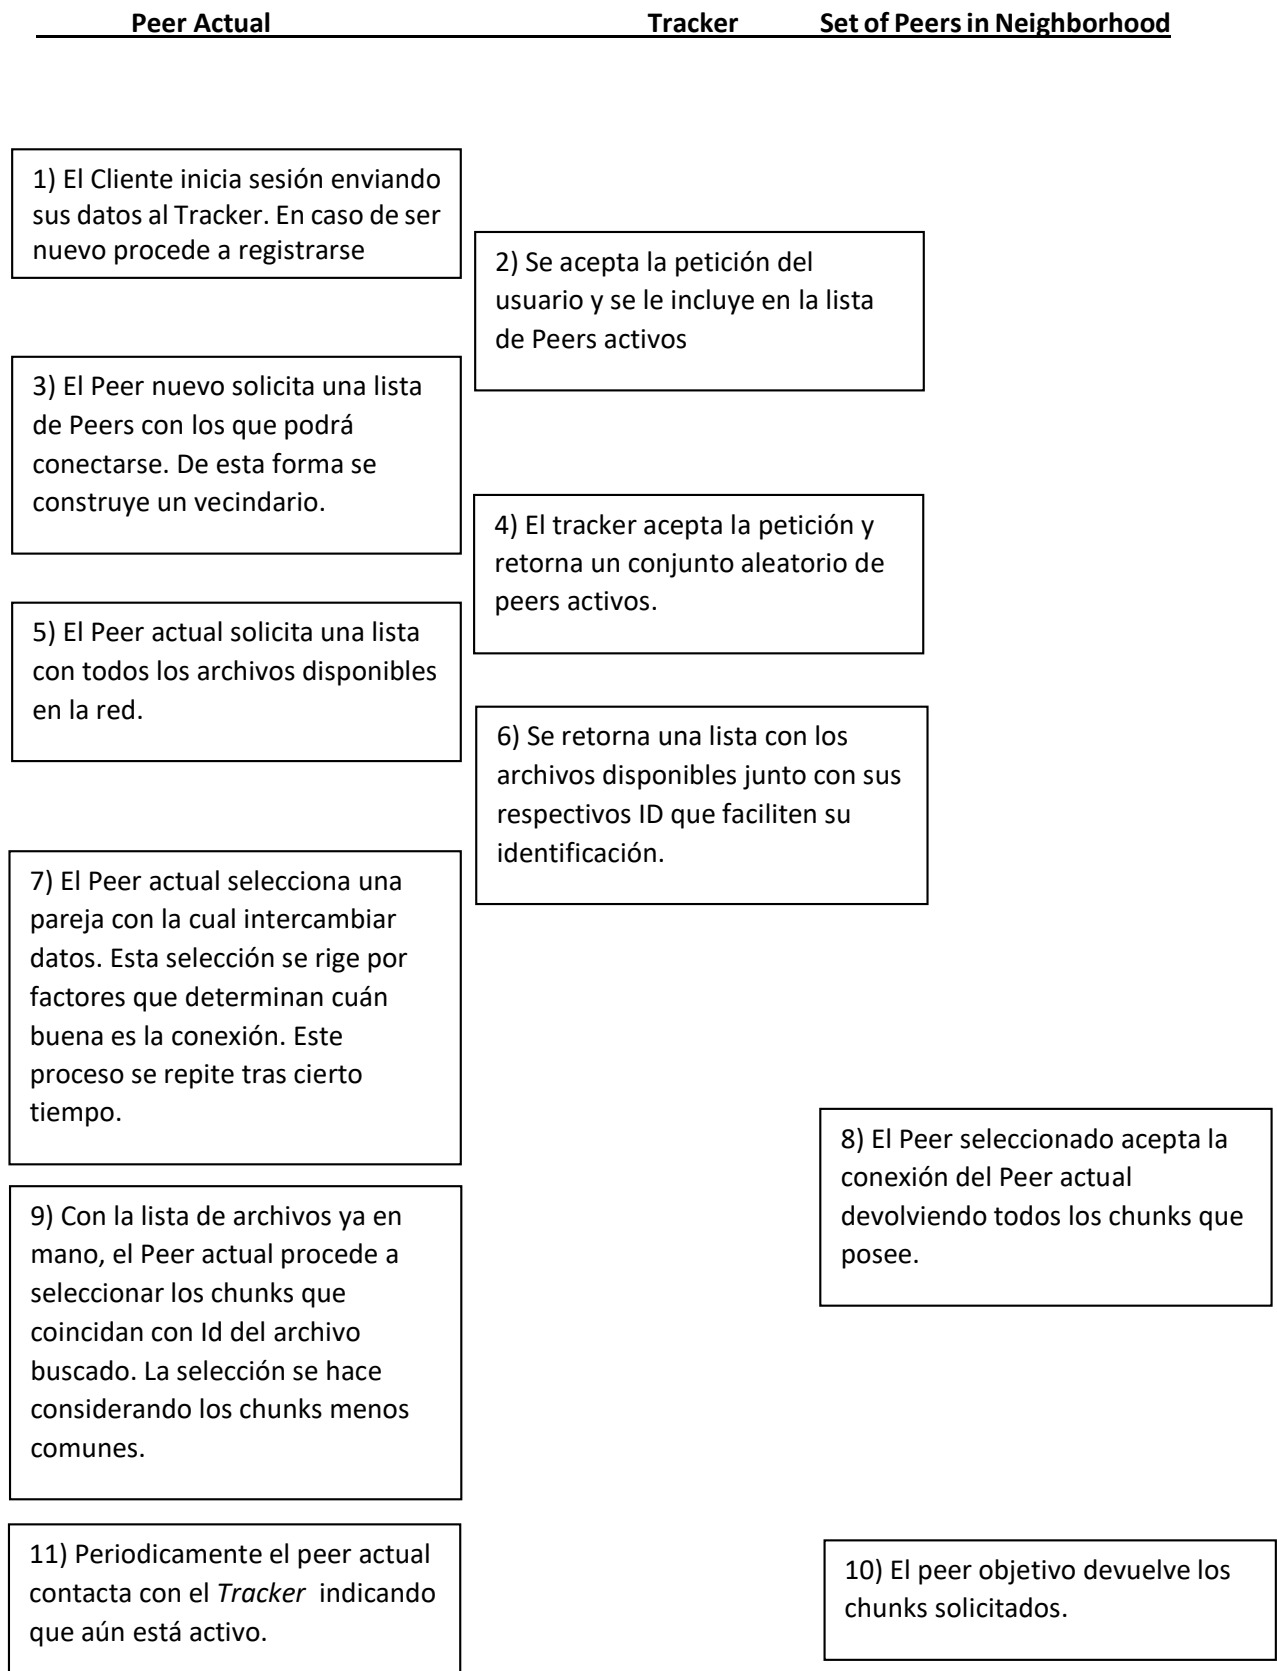 Peer Actual Tracker Set of Peers in Neighborhood
1) El Cliente inicia sesión enviando
sus datos al Tracker. En caso de ser
nuevo procede a registrarse
2) Se acepta la petición del
usuario y se le incluye en la lista
de Peers activos
3) El Peer nuevo solicita una lista
de Peers con los que podrá
conectarse. De esta forma se
construye un vecindario.
4) El tracker acepta la petición y
retorna un conjunto aleatorio de
peers activos.
5) El Peer actual solicita una lista
con todos los archivos disponibles
en la red.
6) Se retorna una lista con los
archivos disponibles junto con sus
respectivos ID que faciliten su
identificación.
7) El Peer actual selecciona una
pareja con la cual intercambiar
datos. Esta selección se rige por
factores que determinan cuán
buena es la conexión. Este
proceso se repite tras cierto
tiempo.
8) El Peer seleccionado acepta la
conexión del Peer actual
devolviendo todos los chunks que
posee.
9) Con la lista de archivos ya en
mano, el Peer actual procede a
seleccionar los chunks que
coincidan con Id del archivo
buscado. La selección se hace
considerando los chunks menos
comunes.
10) El peer objetivo devuelve los
chunks solicitados.
11) Periodicamente el peer actual
contacta con el Tracker indicando
que aún está activo.